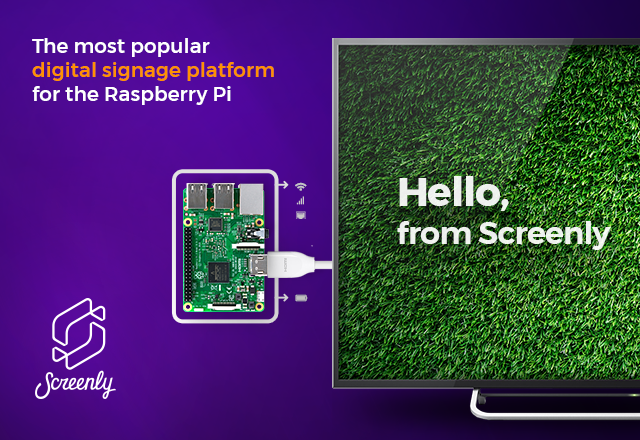 The most popular
digital signage platform
for the Raspberry Pi
Hello,
from Screenly
Screenly